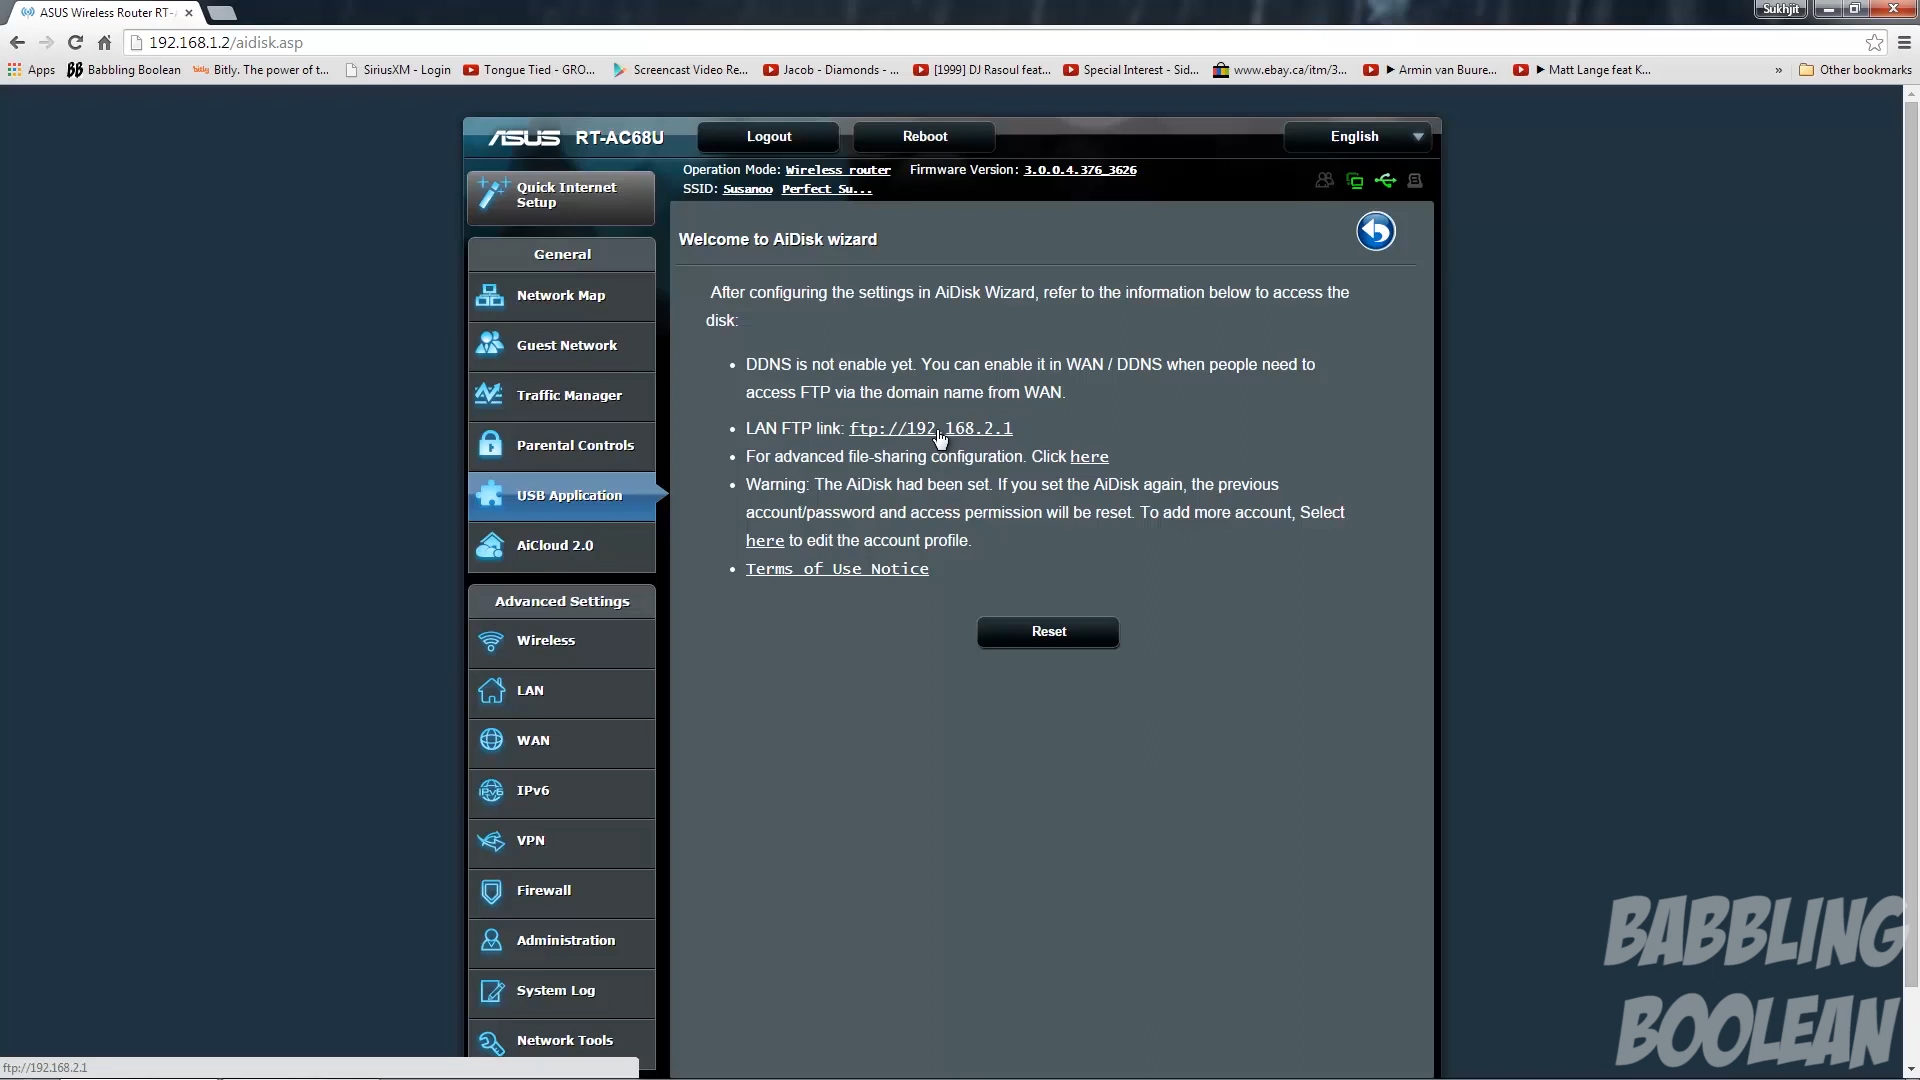 ASUS Wireless Router RT-
Sukhjit
192.168.1.2/aidisk.asp
Apps
BB Babbling Boolean
bitly Bitly. The power of t...
SiriusXM - Login
Tongue Tied - GRO...
Screencast Video Re...
Jacob - Diamonds - ...
[1999] DJ Rasoul feat...
Special Interest - Sid...
www.ebay.ca/itm/3...
Armin van Buure...
Matt Lange feat K...
»
Other bookmarks
ASUS RT-AC68U
Logout
Reboot
English
Operation Mode: Wireless router Firmware Version: 3.0.0.4.376_3626
SSID: Susanoo Perfect Su...
Quick Internet
Setup
General
Network Map
Guest Network
Traffic Manager
Parental Controls
USB Application
AiCloud 2.0
Advanced Settings
Wireless
LAN
WAN
IPv6
VPN
Firewall
Administration
System Log
Network Tools
Welcome to AiDisk wizard
After configuring the settings in AiDisk Wizard, refer to the information below to access the
disk:
• DDNS is not enable yet. You can enable it in WAN / DDNS when people need to
access FTP via the domain name from WAN.
• LAN FTP link: ftp://192.168.2.1
• For advanced file-sharing configuration. Click here
• Warning: The AiDisk had been set. If you set the AiDisk again, the previous
account/password and access permission will be reset. To add more account, Select
here to edit the account profile.
• Terms of Use Notice
Reset
BABBLING
BOOLEAN
ftp://192.168.2.1